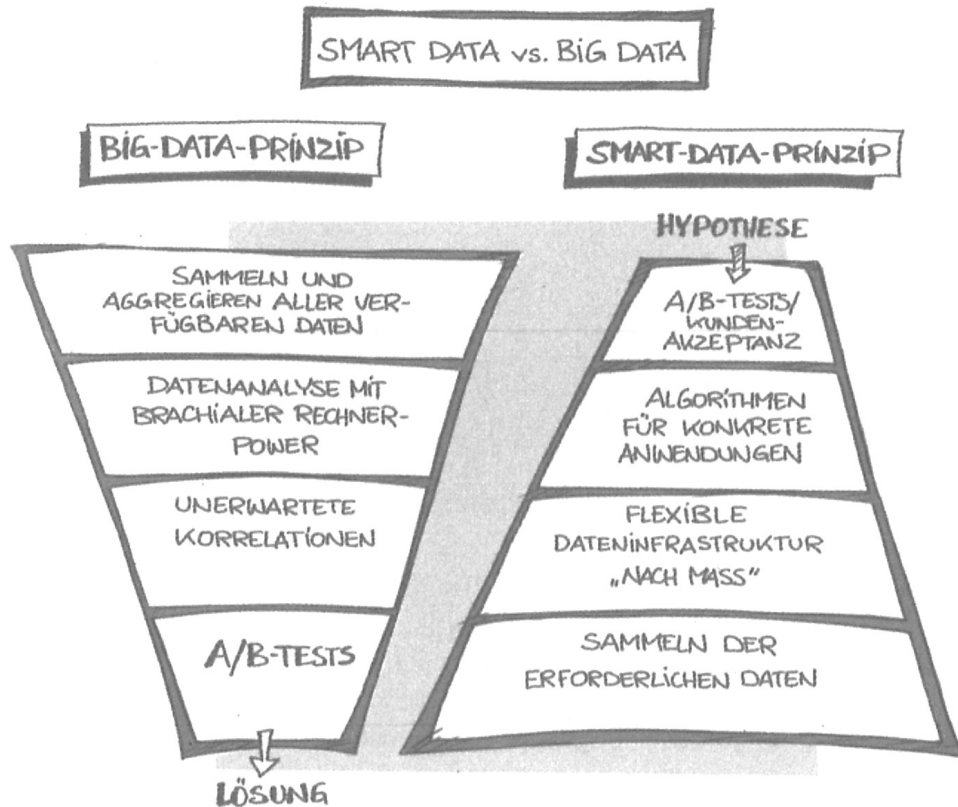 SMART DATA vs. BIG DATA
BIG-DATA-PRINZIP
SAMMELN UND
AGGREGIEREN ALLER VER-
FÜGBAREN DATEN
DATENANALYSE MIT
BRACHIALER RECHNER-
POWER
UNERWARTETE
KORRELATIONEN
A/B-TESTS
LÖSUNG
SMART-DATA-PRINZIP
HYPOTHESE
A/B-TESTS/
KUNDEN-
AKZEPTANZ
ALGORITHMEN
FÜR KONKRETE
ANWENDUNGEN
FLEXIBLE
DATENINFRASTRUKTUR
„NACH MASS"
SAMMELN DER
ERFORDERLICHEN DATEN